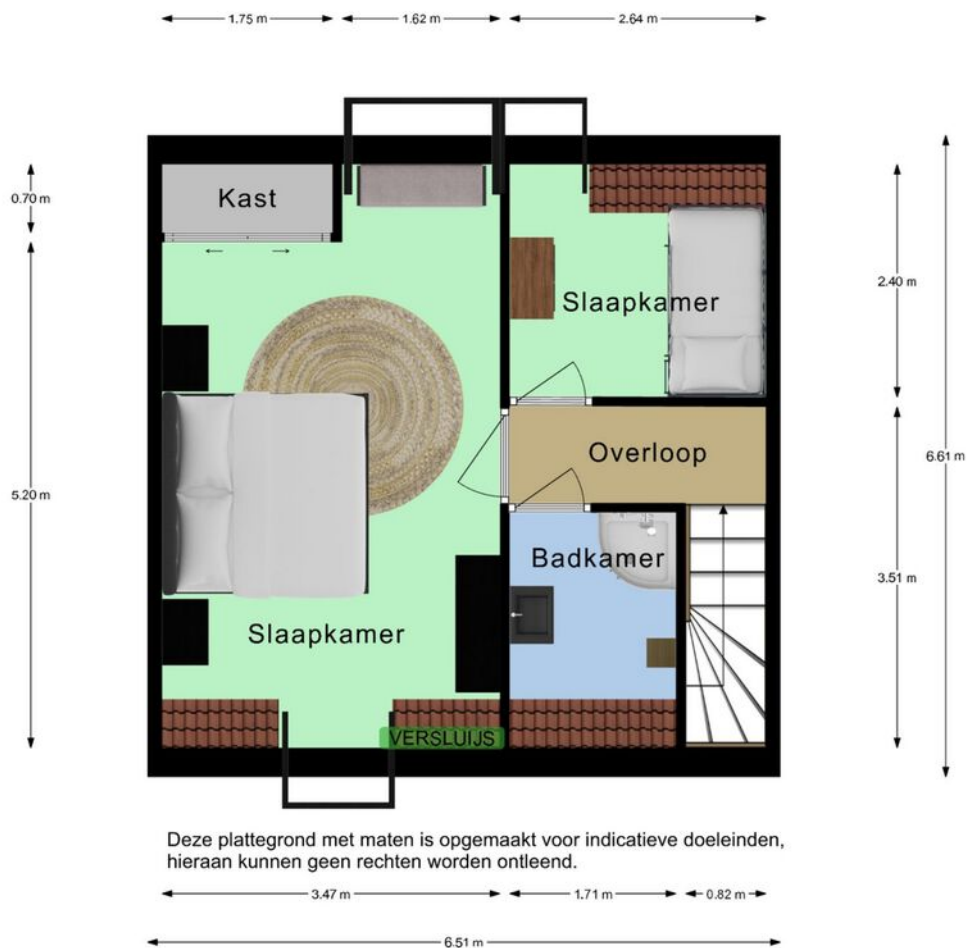 1.75 m
1.62 m
2.64 m
0.70 m
Kast
2.40 m
Slaapkamer
Overloop
6.61 m
5.20 m
Badkamer
3.51 m
Slaapkamer
VERSLUIJS
Deze plattegrond met maten is opgemaakt voor indicatieve doeleinden,
hieraan kunnen geen rechten worden ontleend.
3.47 m
1.71 m
0.82 m
6.51 m